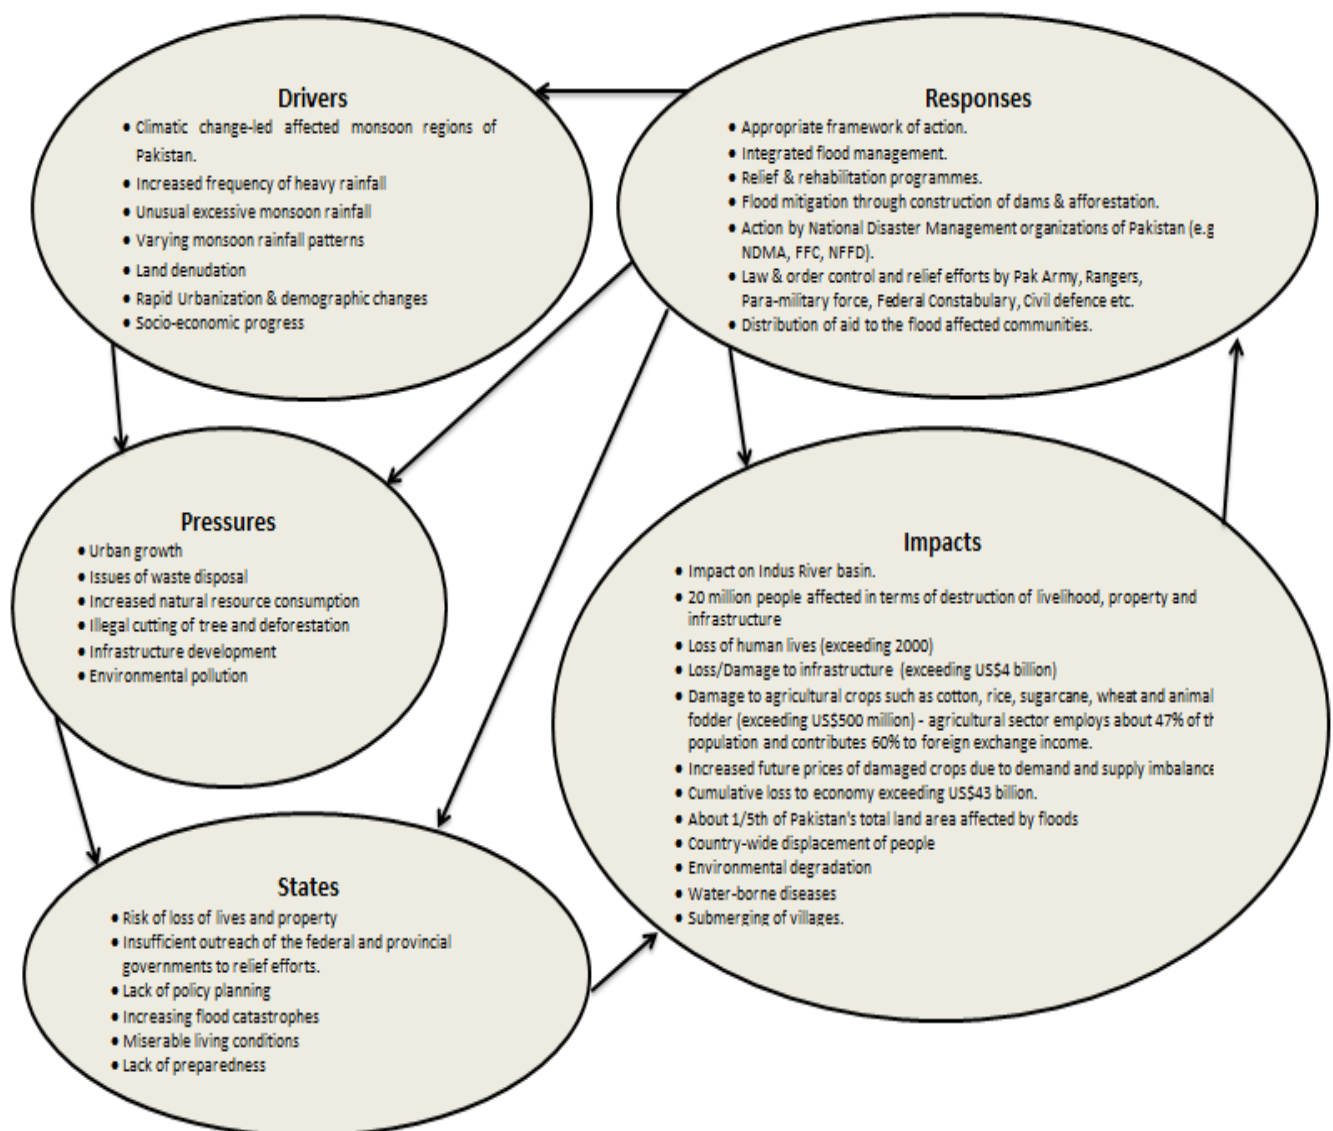 Drivers
• Climatic change-led affected monsoon regions of
Pakistan.
• Increased frequency of heavy rainfall
• Unusual excessive monsoon rainfall
• Varying monsoon rainfall patterns
• Land denudation
• Rapid Urbanization & demographic changes
• Socio-economic progress
Responses
• Appropriate framework of action.
• Integrated flood management.
• Relief & rehabilitation programmes.
• Flood mitigation through construction of dams & afforestation.
• Action by National Disaster Management organizations of Pakistan (e.g
NDMA, FFC, NFFD).
• Law & order control and relief efforts by Pak Army, Rangers,
Para-military force, Federal Constabulary, Civil defence etc.
• Distribution of aid to the flood affected communities.
Pressures
• Urban growth
• Issues of waste disposal
• Increased natural resource consumption
• Illegal cutting of tree and deforestation
• Infrastructure development
• Environmental pollution
Impacts
• Impact on Indus River basin.
• 20 million people affected in terms of destruction of livelihood, property and
infrastructure
• Loss of human lives (exceeding 2000)
• Loss/Damage to infrastructure (exceeding US$4 billion)
• Damage to agricultural crops such as cotton, rice, sugarcane, wheat and animal
fodder (exceeding US$500 million) - agricultural sector employs about 47% of th
population and contributes 60% to foreign exchange income.
• Increased future prices of damaged crops due to demand and supply imbalance
• Cumulative loss to economy exceeding US$43 billion.
• About 1/5th of Pakistan's total land area affected by floods
• Country-wide displacement of people
• Environmental degradation
• Water-borne diseases
• Submerging of villages.
States
• Risk of loss of lives and property
• Insufficient outreach of the federal and provincial
governments to relief efforts.
• Lack of policy planning
• Increasing flood catastrophes
• Miserable living conditions
• Lack of preparedness